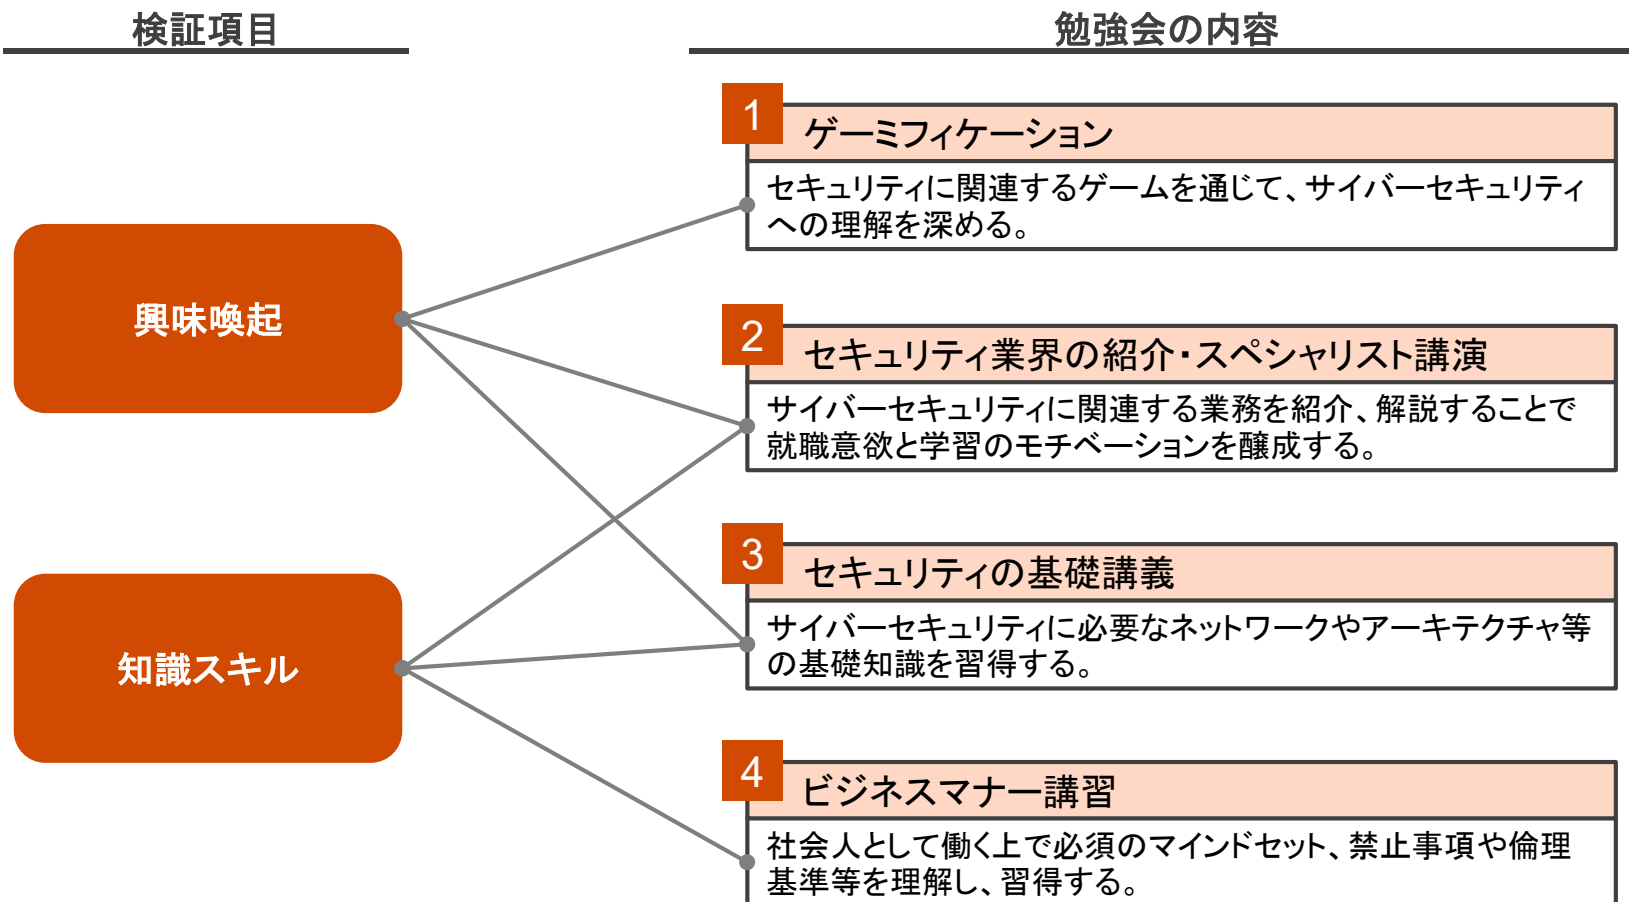 検証項目
勉強会の内容
興味喚起
知識スキル
1
ゲーミフィケーション
セキュリティに関連するゲームを通じて、サイバーセキュリティ
への理解を深める。
2
セキュリティ業界の紹介・スペシャリスト講演
サイバーセキュリティに関連する業務を紹介、解説することで
就職意欲と学習のモチベーションを醸成する。
3
セキュリティの基礎講義
サイバーセキュリティに必要なネットワークやアーキテクチャ等
の基礎知識を習得する。
4
ビジネスマナー講習
社会人として働く上で必須のマインドセット、禁止事項や倫理
基準等を理解し、習得する。